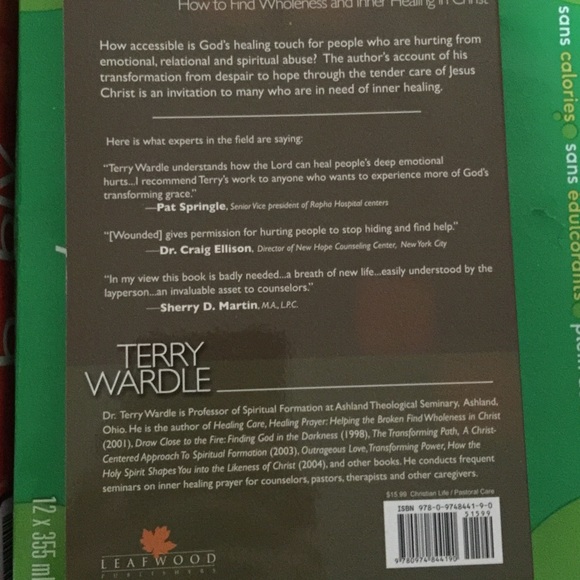 How to Find Wholeness and Inner Healing in Christ
How accessible is God's healing touch for people who are hurting from
emotional, relational and spiritual abuse? The author's account of his
transformation from despair to hope through the tender care of Jesus
Christ is an invitation to many who are in need of inner healing.
Here is what experts in the field are saying:
"Terry Wardle understands how the Lord can heal people's deep emotional
hurts...I recommend Terry's work to anyone who wants to experience more of God's
transforming grace."
—Pat Springle, Senior Vice president of Rapha Hospital centers
"[Wounded] gives permission for hurting people to stop hiding and find help."
—Dr. Craig Ellison, Director of New Hope Counseling Center, New York City
"In my view this book is badly needed...a breath of new life...easily understood by the
layperson...an invaluable asset to counselors."
—Sherry D. Martin, M.A., L.P.C.
TERRY
WARDLE
Dr. Terry Wardle is Professor of Spiritual Formation at Ashland Theological Seminary, Ashland,
Ohio. He is the author of Healing Care, Healing Prayer: Helping the Broken Find Wholeness in Christ
(2001), Draw Close to the Fire: Finding God in the Darkness (1998), The Transforming Path, A Christ-
Centered Approach To Spiritual Formation (2003), Outrageous Love, Transforming Power, How the
Holy Spirit Shapes You into the Likeness of Christ (2004), and other books. He conducts frequent
seminars on inner healing prayer for counselors, pastors, therapists and other caregivers.
$15.99 Christian Life / Pastoral Care
ISBN 978-0-9748441-9-0
51599
9 780974 844190
LEAFWOOD
PUBLISHERS
12 x 355 ml
sans calories sans édulcorants